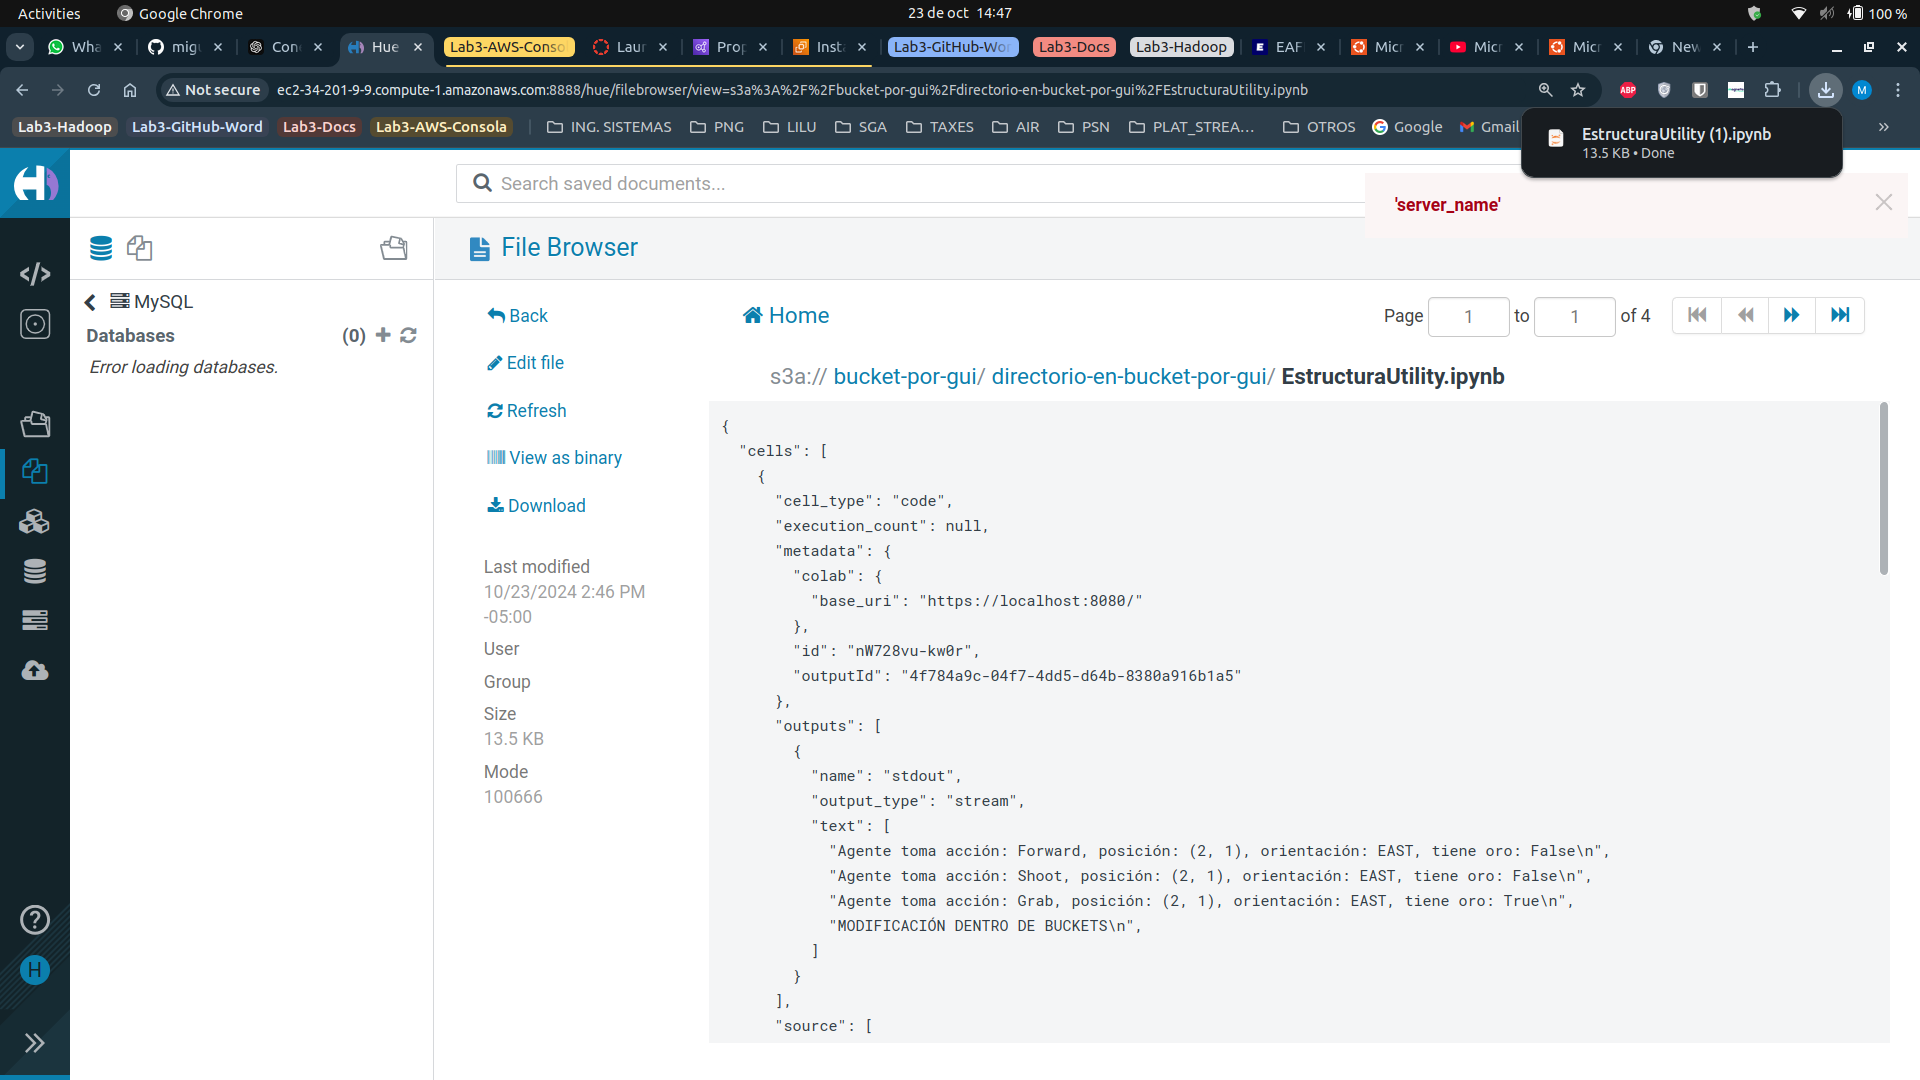 Activities
Google Chrome
23 de oct 14:47
100 %
Wha
migu
Con
Hue
Lab3-AWS-Conso
Laur
Prop
Insta
Lab3-GitHub-Wor
Lab3-Docs
Lab3-Hadoop
EAFI
Micr
Micr
Micr
New
Not secure
ec2-34-201-9-9.compute-1.amazonaws.com:8888/hue/filebrowser/view=s3a%3A%2F%2Fbucket-por-gui%2Fdirectorio-en-bucket-por-gui%2FEstructuraUtility.ipynb
ABP
M
Lab3-Hadoop
Lab3-GitHub-Word
Lab3-Docs
Lab3-AWS-Consola
ING. SISTEMAS
PNG
LILU
SGA
TAXES
AIR
PSN
PLAT_STREA...
OTROS
Google
Gmail
EstructuraUtility (1).ipynb
13.5 KB • Done
Search saved documents...
'server_name'
File Browser
MySQL
Databases
(0)
Error loading databases.
Back
Edit file
Refresh
View as binary
Download
Last modified
10/23/2024 2:46 PM
-05:00
User
Group
Size
13.5 KB
Mode
100666
Home
Page 1 to 1 of 4
s3a:// bucket-por-gui/ directorio-en-bucket-por-gui/ EstructuraUtility.ipynb
{
"cells": [
{
"cell_type": "code",
"execution_count": null,
"metadata": {
"colab": {
"base_uri": "https://localhost:8080/"
},
"id": "nW728vu-kw0r",
"outputId": "4f784a9c-04f7-4dd5-d64b-8380a916b1a5"
},
"outputs": [
{
"name": "stdout",
"output_type": "stream",
"text": [
"Agente toma acción: Forward, posición: (2, 1), orientación: EAST, tiene oro: False\n",
"Agente toma acción: Shoot, posición: (2, 1), orientación: EAST, tiene oro: False\n",
"Agente toma acción: Grab, posición: (2, 1), orientación: EAST, tiene oro: True\n",
"MODIFICACIÓN DENTRO DE BUCKETS\n",
]
}
],
"source": [
H